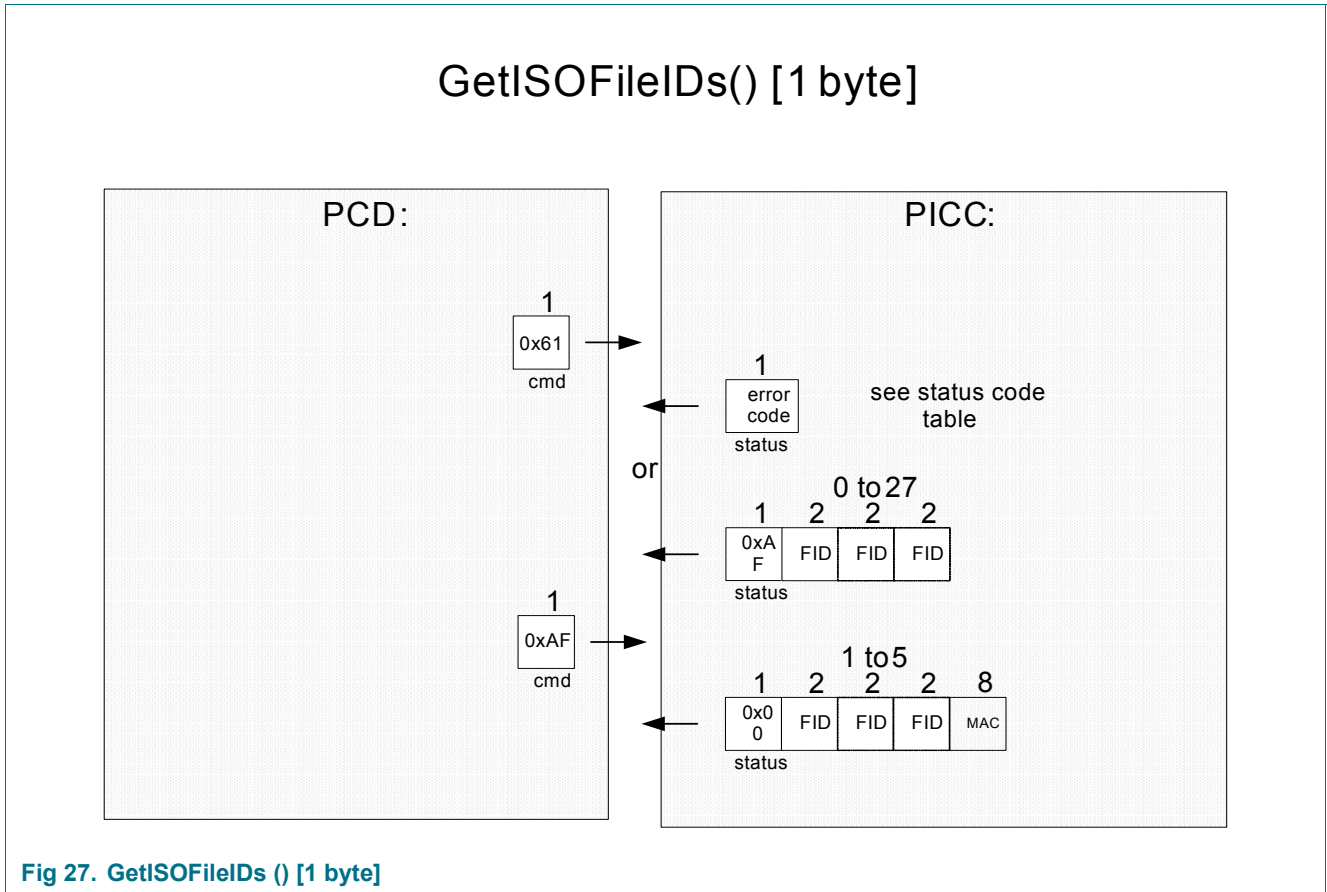 GetISOFileIDs() [1 byte]
PCD:
PICC:
1
0x61
cmd
1
error
code
status
see status code
table
or
0 to 27
1 2 2 2
0xA
F
FID FID FID
status
1
0xAF
cmd
1 to 5
1 2 2 2 8
0x0
0
FID FID FID MAC
status
Fig 27. GetISOFileIDs () [1 byte]